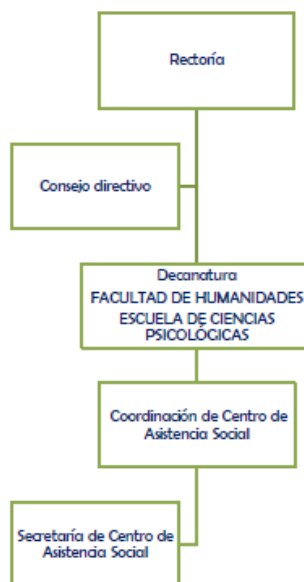 Rectoría
Consejo directivo
Decanatura
FACULTAD DE HUMANIDADES
ESCUELA DE CIENCIAS
PSICOLÓGICAS
Coordinación de Centro de
Asistencia Social
Secretaría de Centro de
Asistencia Social